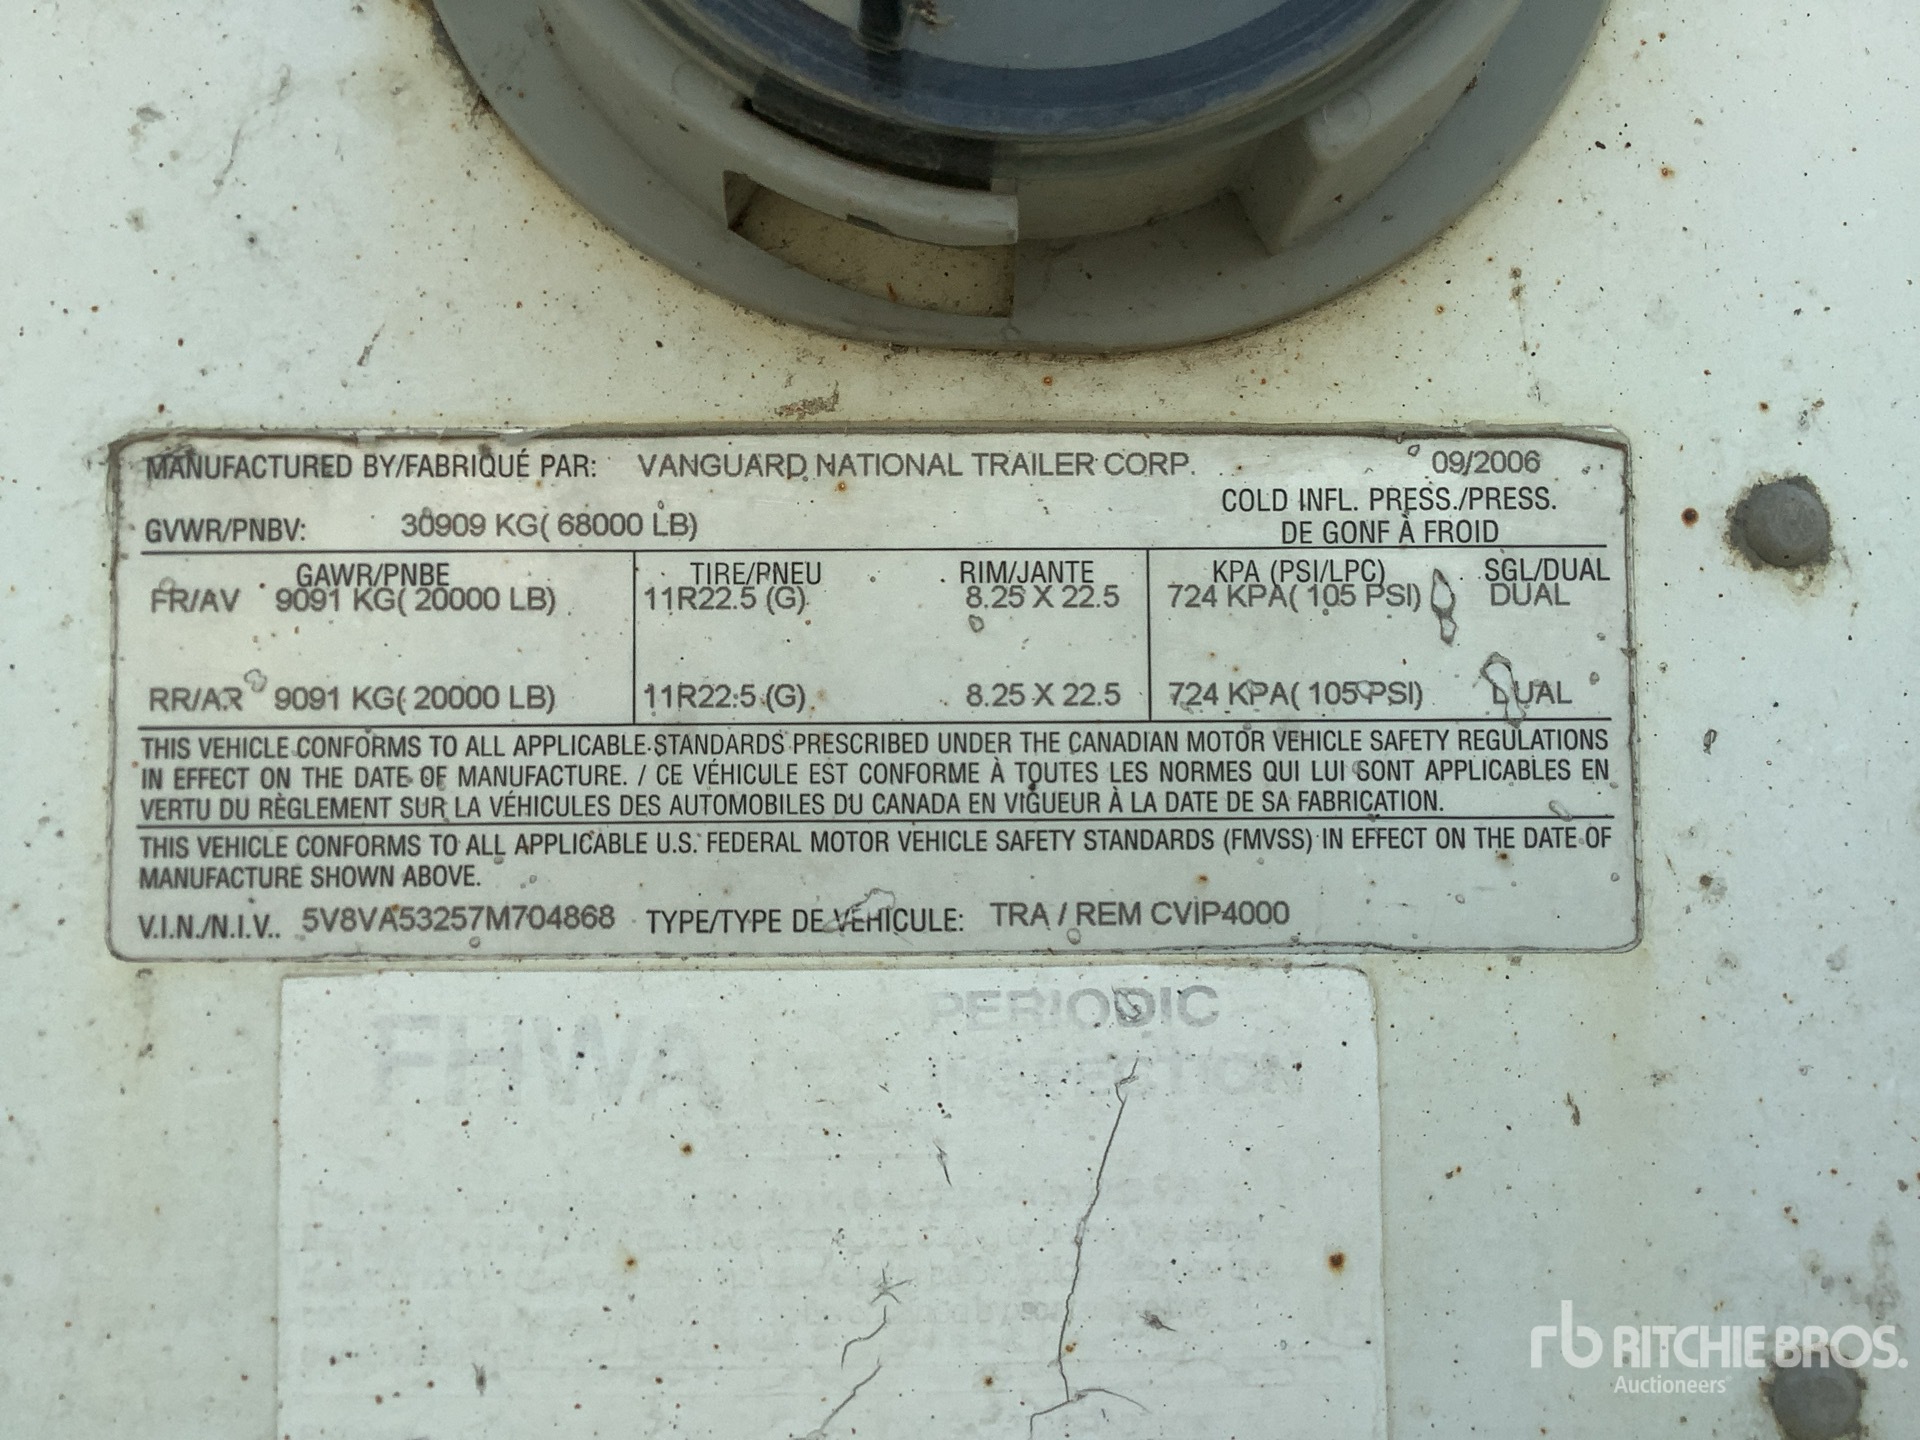 MANUFACTURED BY/FABRIQUÉ PAR: VANGUARD NATIONAL TRAILER CORP. 09/2006
COLD INFL. PRESS./PRESS.
GVWR/PNBV: 30909 KG( 68000 LB) DE GONF À FROID
GAWR/PNBE TIRE/PNEU RIM/JANTE KPA (PSI/LPC) SGL/DUAL
FR/AV 9091 KG( 20000 LB) 11R22.5 (G) 8.25 X 22.5 724 KPA( 105 PSI) DUAL
RR/AR 9091 KG( 20000 LB) 11R22.5 (G) 8.25 X 22.5 724 KPA( 105 PSI) DUAL
THIS VEHICLE CONFORMS TO ALL APPLICABLE STANDARDS PRESCRIBED UNDER THE CANADIAN MOTOR VEHICLE SAFETY REGULATIONS
IN EFFECT ON THE DATE OF MANUFACTURE. / CE VÉHICULE EST CONFORME À TOUTES LES NORMES QUI LUI SONT APPLICABLES EN
VERTU DU RÈGLEMENT SUR LA VÉHICULES DES AUTOMOBILES DU CANADA EN VIGUEUR À LA DATE DE SA FABRICATION.
THIS VEHICLE CONFORMS TO ALL APPLICABLE U.S. FEDERAL MOTOR VEHICLE SAFETY STANDARDS (FMVSS) IN EFFECT ON THE DATE OF
MANUFACTURE SHOWN ABOVE.
V.I.N./N.I.V.. 5V8VA53257M704868 TYPE/TYPE DE VÉHICULE: TRA / REM CVIP4000
FHWA PERIODIC
INSPECTION
rb RITCHIE BROS.
Auctioneers